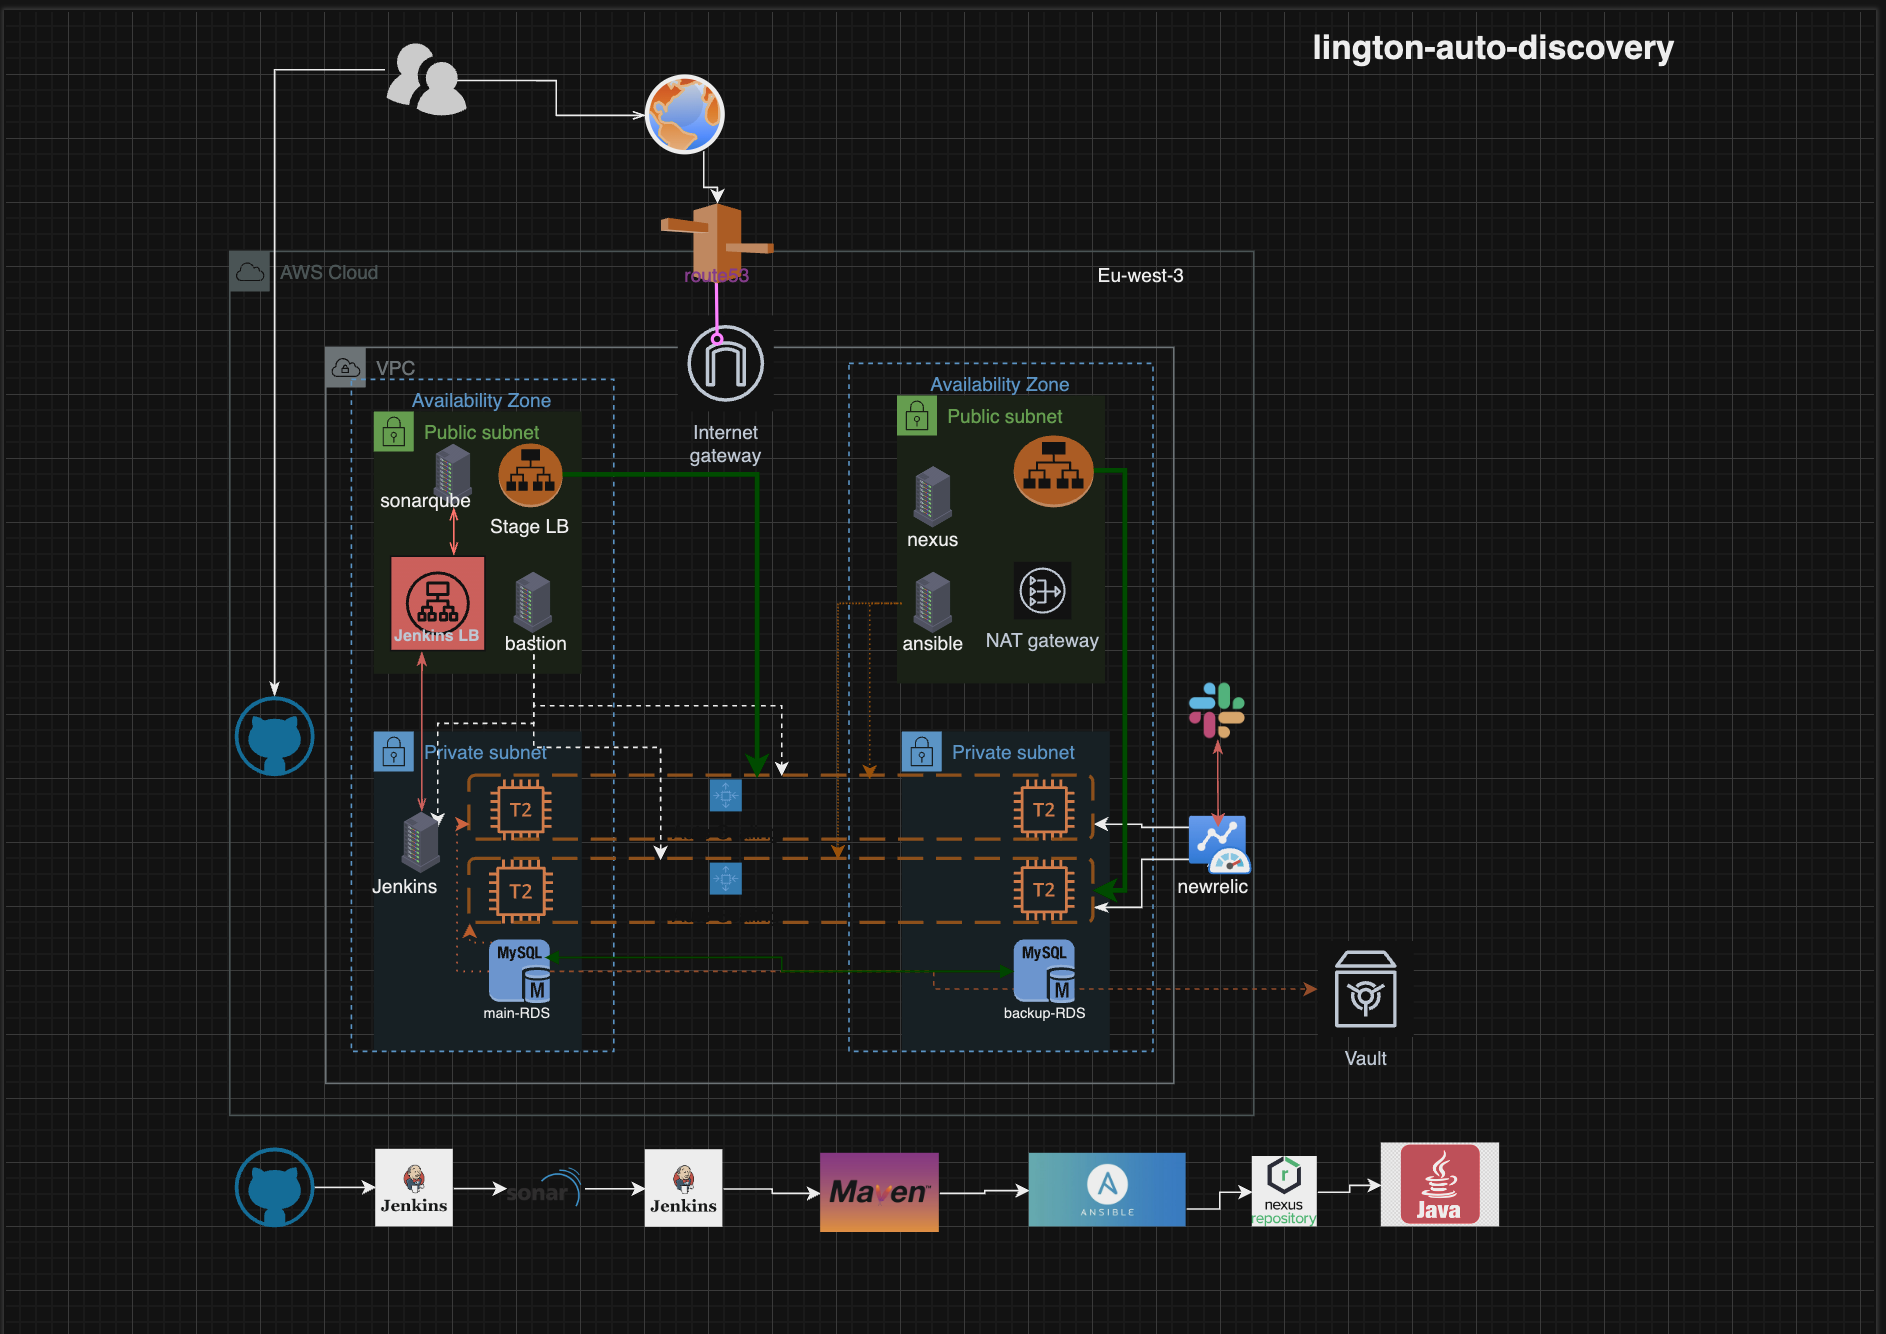 lington-auto-discovery
route53
AWS Cloud
Eu-west-3
VPC
Availability Zone
Availability Zone
Public subnet
Public subnet
Internet
gateway
sonarqube
Stage LB
nexus
Jenkins LB
bastion
ansible
NAT gateway
Private subnet
Private subnet
T2
T2
Jenkins
T2
T2
newrelic
MySQL
M
main-RDS
MySQL
M
backup-RDS
Vault
Jenkins
sonar
Jenkins
Maven™
ANSIBLE
r
nexus
repository
Java